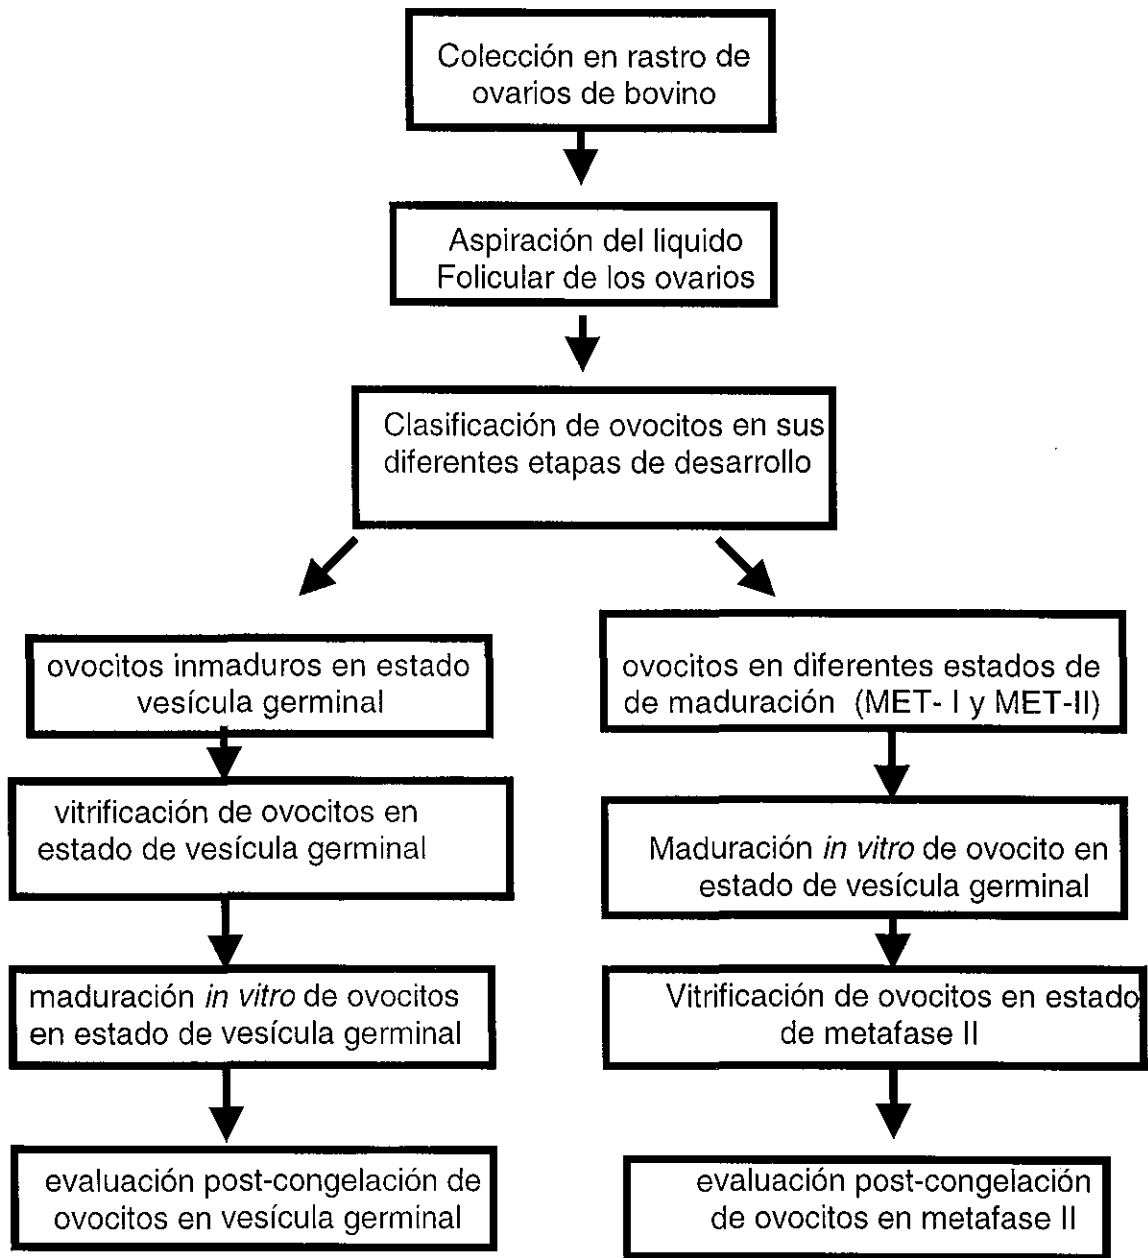 Colección en rastro de
ovarios de bovino
Aspiración del liquido
Folicular de los ovarios
Clasificación de ovocitos en sus
diferentes etapas de desarrollo
ovocitos inmaduros en estado
vesícula germinal
vitrificación de ovocitos en
estado de vesícula germinal
maduración in vitro de ovocitos
en estado de vesícula germinal
evaluación post-congelación de
ovocitos en vesícula germinal
ovocitos en diferentes estados de
de maduración (MET- I y MET-II)
Maduración in vitro de ovocito en
estado de vesícula germinal
Vitrificación de ovocitos en estado
de metafase II
evaluación post-congelación
de ovocitos en metafase II